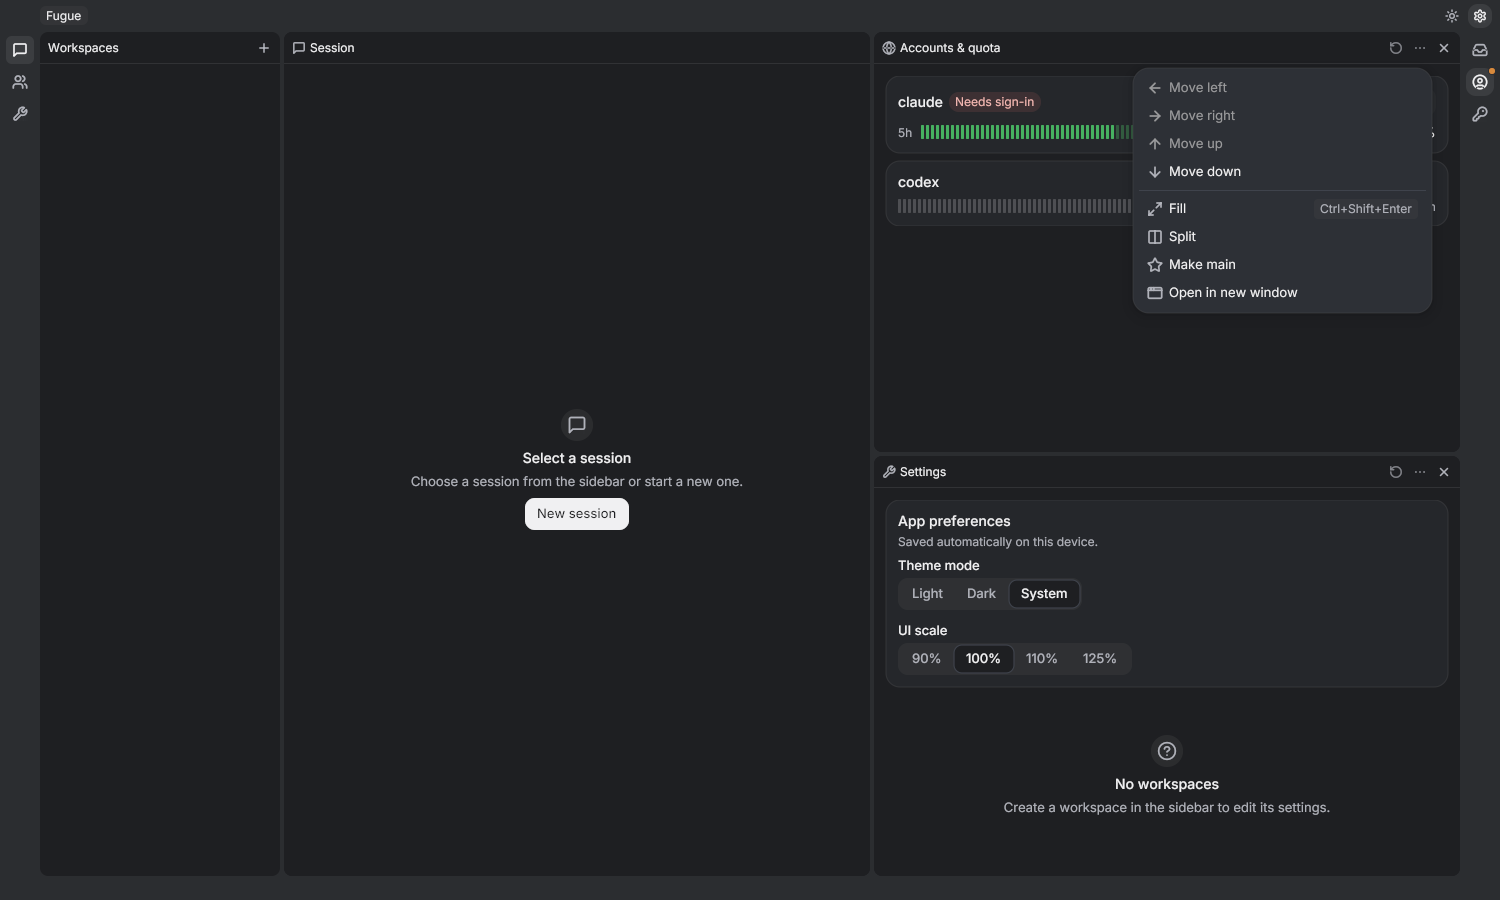 Fugue
Workspaces
Session
Select a session
Choose a session from the sidebar or start a new one.
New session
Accounts & quota
claude Needs sign-in
5h
codex
Move left
Move right
Move up
Move down
Fill Ctrl+Shift+Enter
Split
Make main
Open in new window
Settings
App preferences
Saved automatically on this device.
Theme mode
Light Dark System
UI scale
90% 100% 110% 125%
No workspaces
Create a workspace in the sidebar to edit its settings.